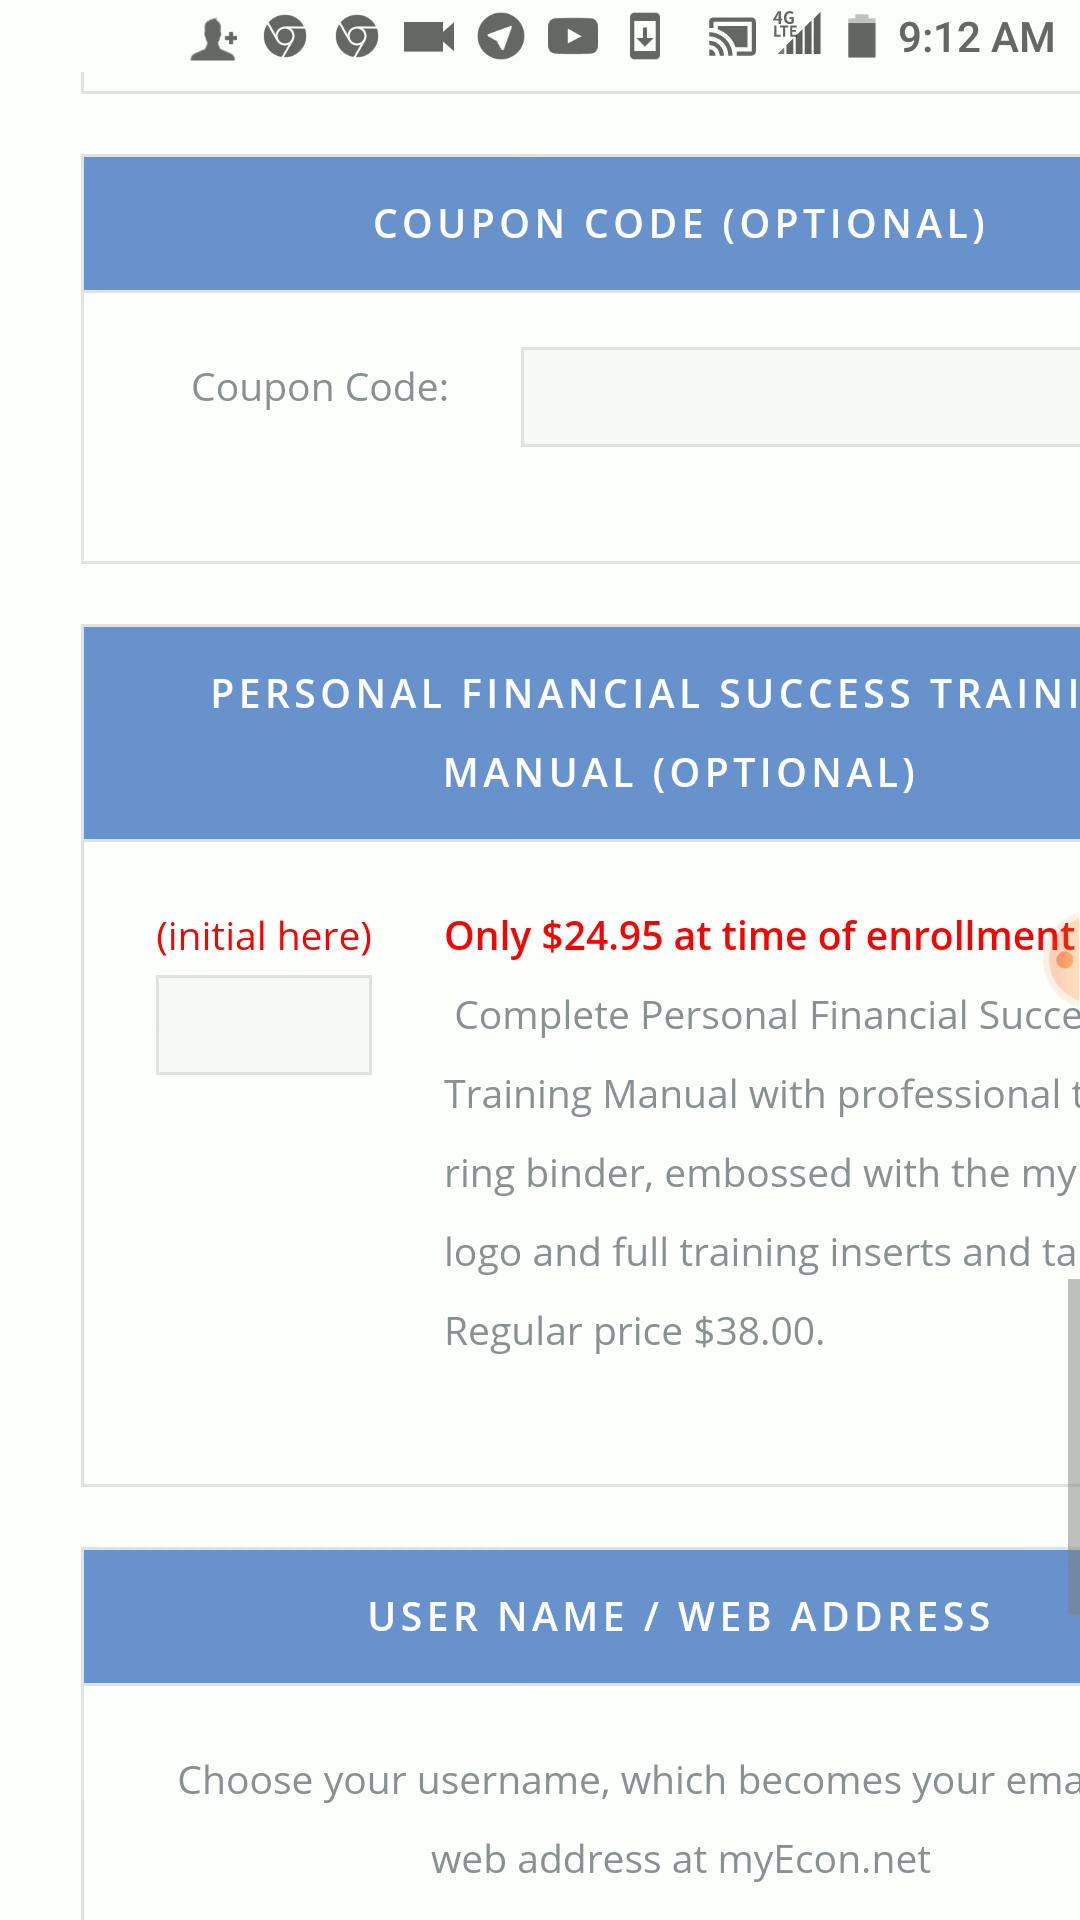 4G
LTE
9:12 AM
COUPON CODE (OPTIONAL)
Coupon Code:
PERSONAL FINANCIAL SUCCESS TRAINI
MANUAL (OPTIONAL)
(initial here)
Only $24.95 at time of enrollment
Complete Personal Financial Succe
Training Manual with professional t
ring binder, embossed with the my
logo and full training inserts and ta
Regular price $38.00.
USER NAME / WEB ADDRESS
Choose your username, which becomes your ema
web address at myEcon.net